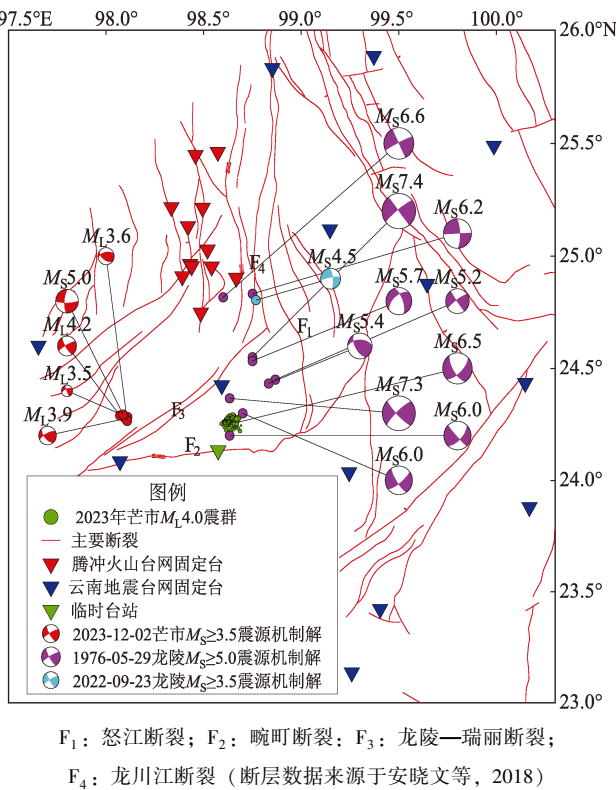 97.5°E 98.0° 98.5° 99.0° 99.5° 100.0°
26.0°N
25.5°
25.0°
24.5°
24.0°
23.5°
23.0°
MS6.6
MS7.4
MS6.2
ML3.6
F4
MS4.5
MS5.0
MS5.7
MS5.2
ML4.2
F1
MS5.4
MS6.5
ML3.5
MS7.3
ML3.9
F3
MS6.0
F2
MS6.0
图例
2023年芒市ML4.0震群
主要断裂
腾冲火山台网固定台
云南地震台网固定台
临时台站
2023-12-02芒市MS≥3.5震源机制解
1976-05-29龙陵MS≥5.0震源机制解
2022-09-23龙陵MS≥3.5震源机制解
F1：怒江断裂；F2：畹町断裂：F3：龙陵—瑞丽断裂；
F4：龙川江断裂（断层数据来源于安晓文等，2018）